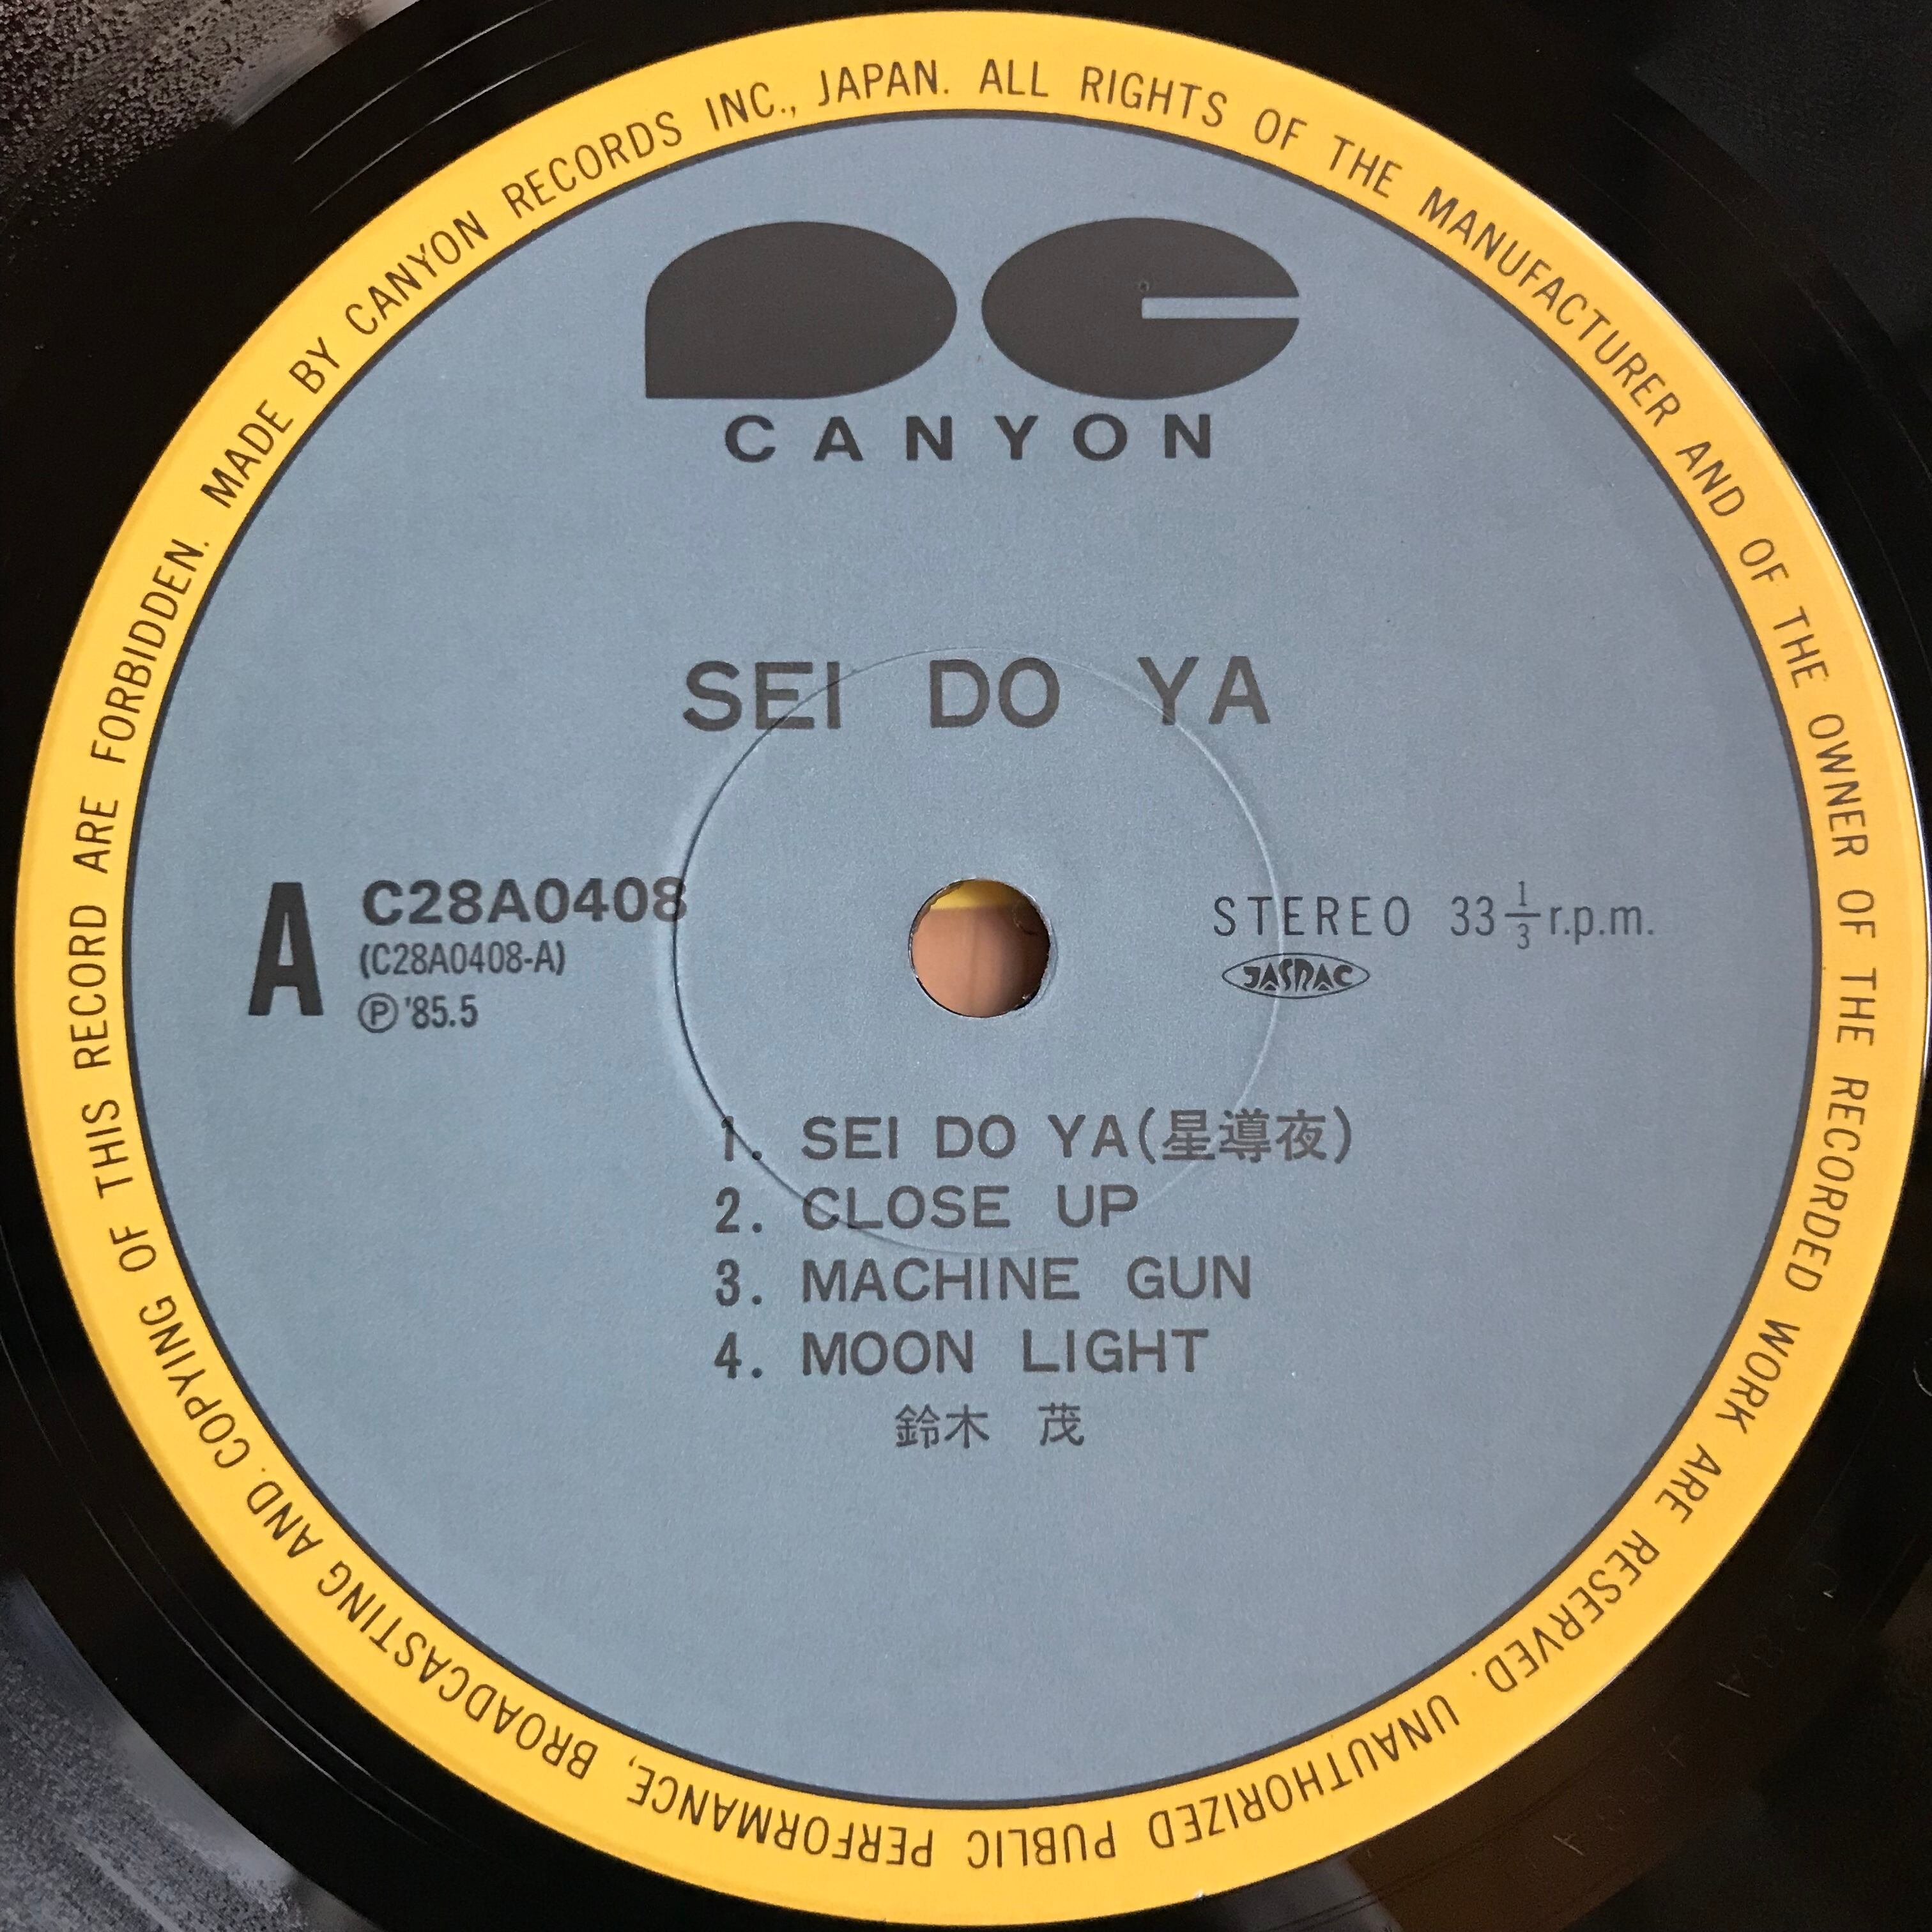 MADE BY CANYON RECORDS INC., JAPAN. ALL RIGHTS OF THE MANUFACTURER AND OF THE OWNER OF THE RECORDED WORK ARE RESERVED. UNAUTHORIZED PUBLIC PERFORMANCE, BROADCASTING AND COPYING OF THIS RECORD ARE FORBIDDEN.
CANYON
SEI DO YA
A
C28A0408
(C28A0408-A)
℗'85.5
STEREO 33 1/3 r.p.m.
JASRAC
1. SEI DO YA(星導夜)
2. CLOSE UP
3. MACHINE GUN
4. MOON LIGHT
鈴木 茂